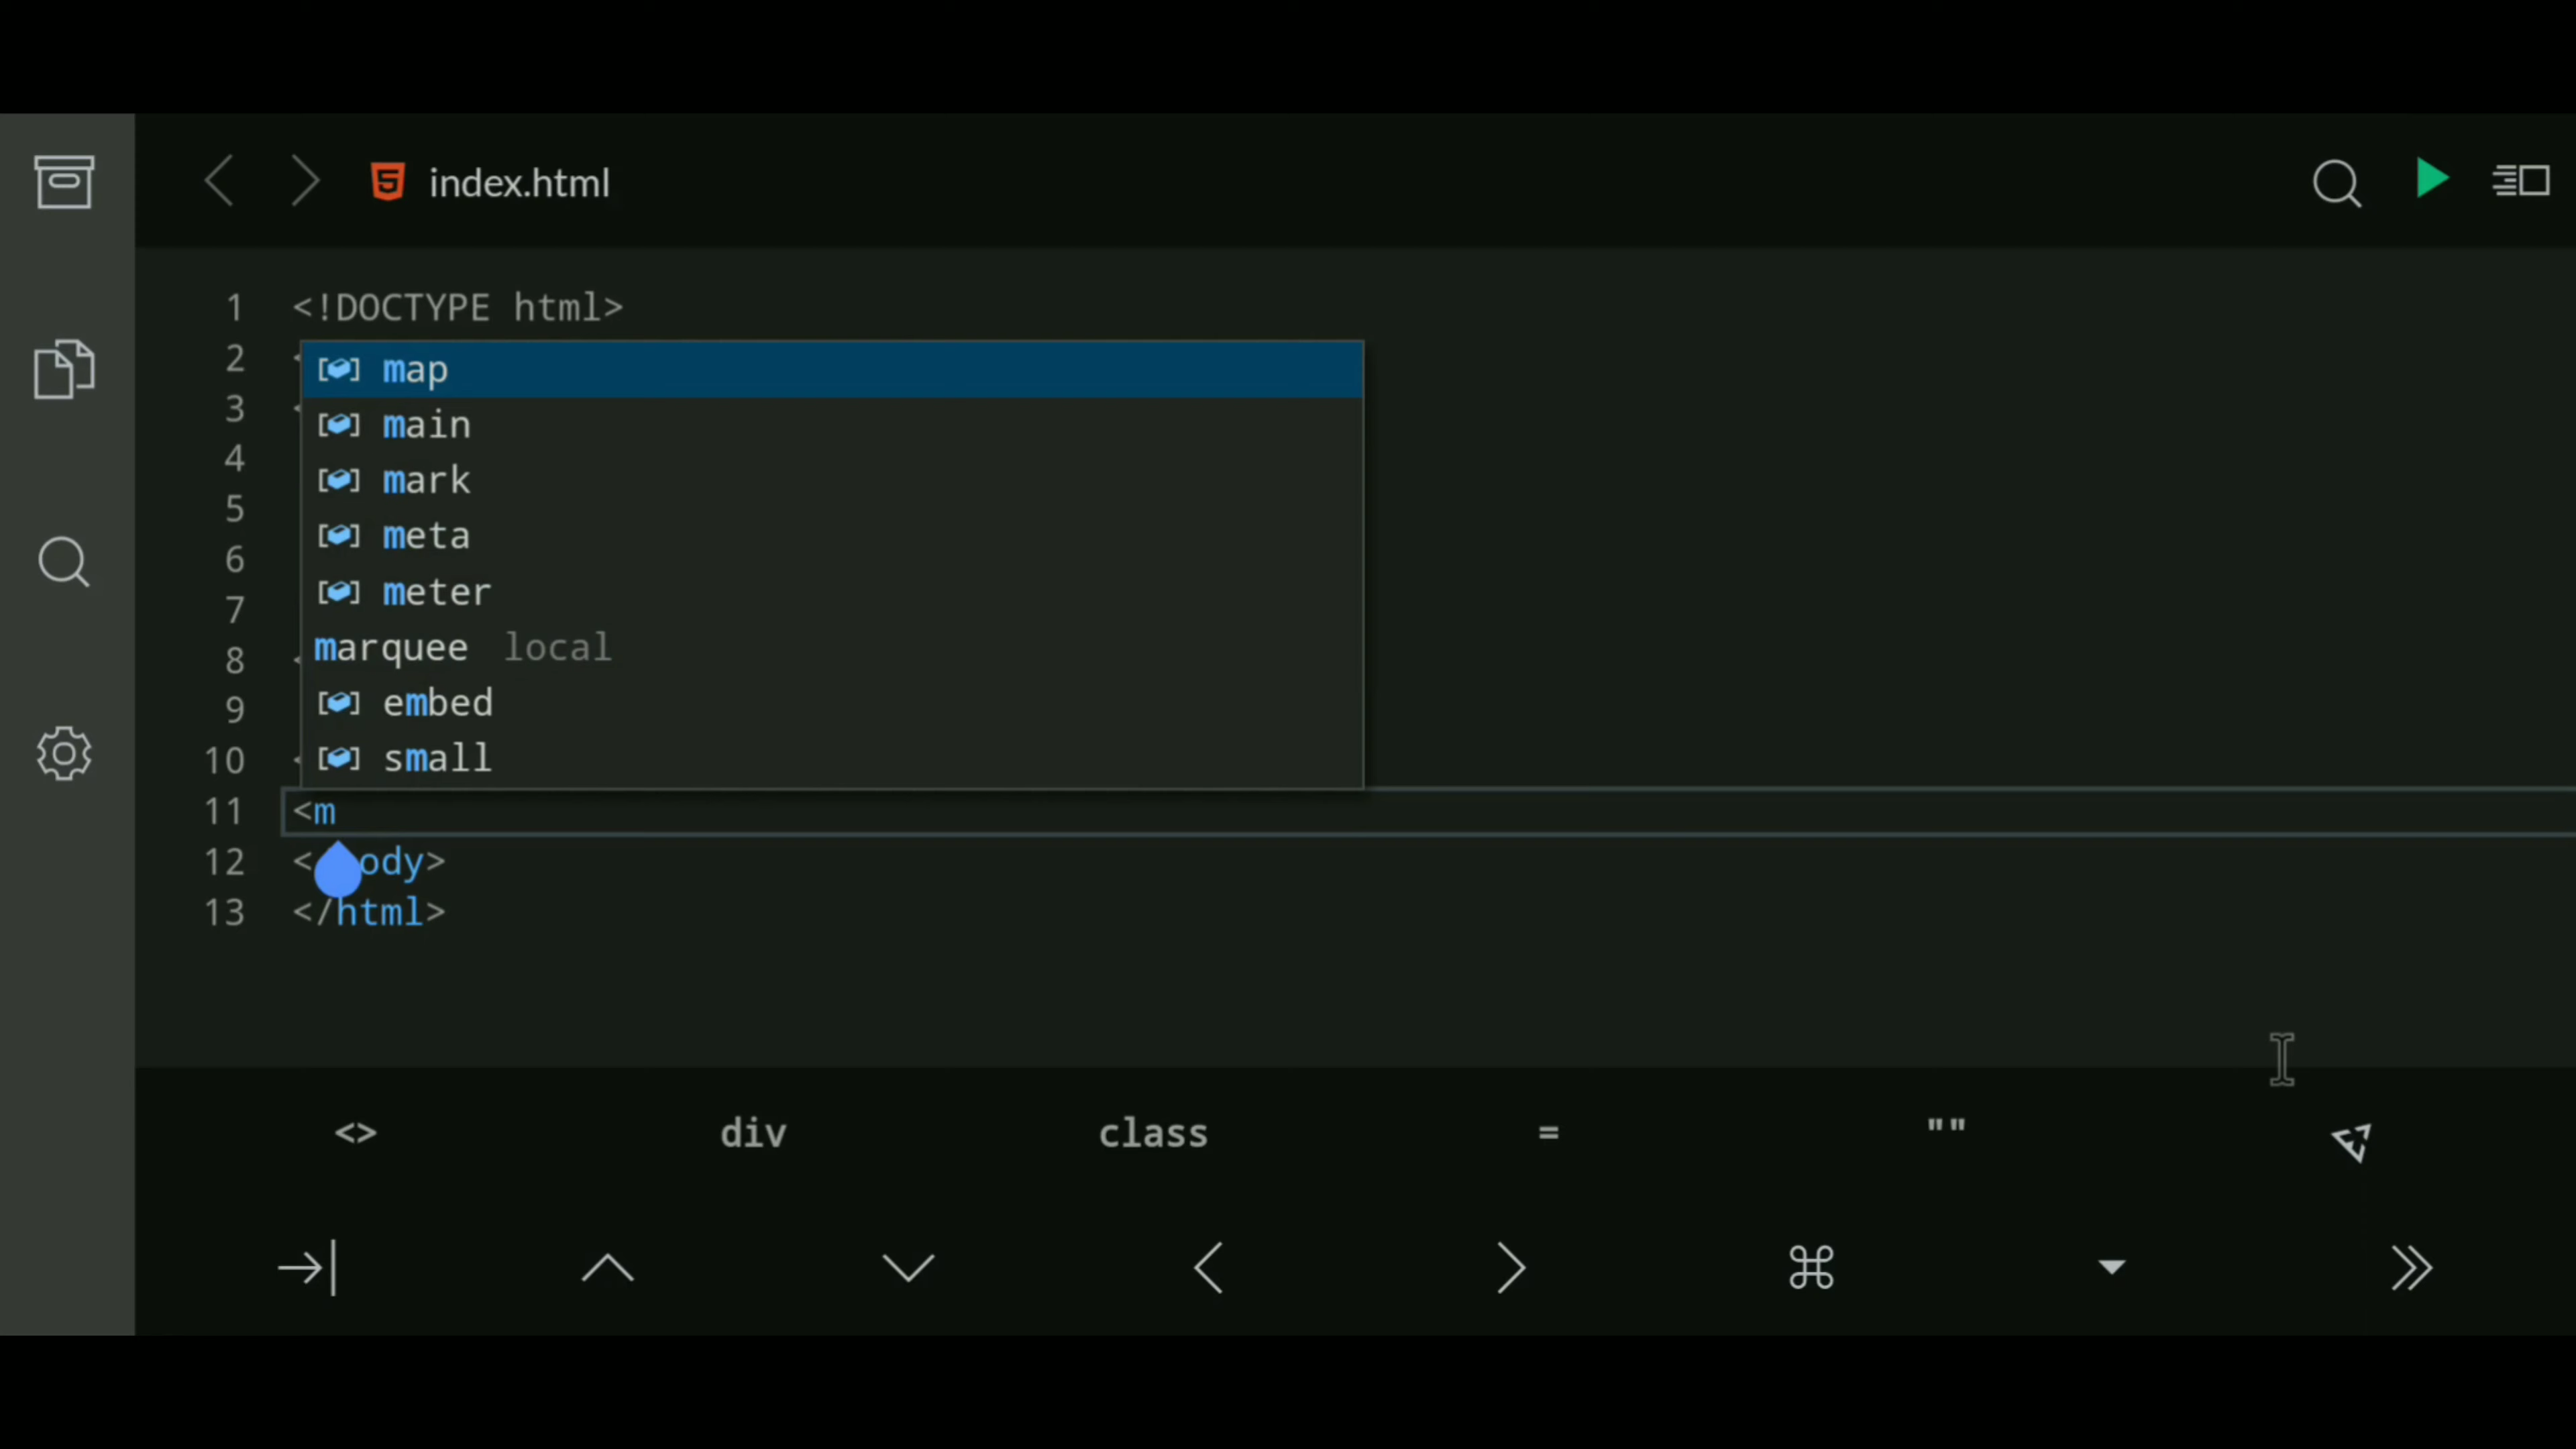 index.html
1 <!DOCTYPE html>
2 <
3 <
4
5
6
7
8 <
9
10 <
map
main
mark
meta
meter
marquee local
embed
small
11 <m
12 < ody>
13 </html>
<> div class = ""